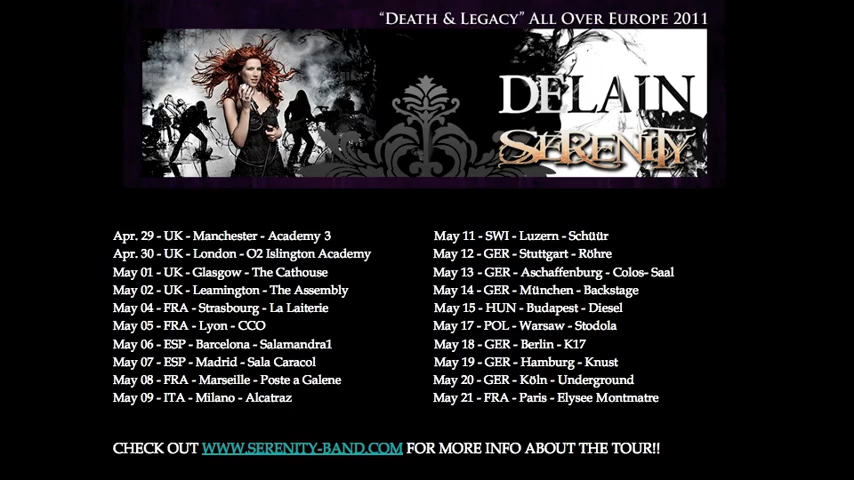 “Death & Legacy” All Over Europe 2011
DELAIN
SERENITY
Apr. 29 - UK - Manchester - Academy 3
Apr. 30 - UK - London - O2 Islington Academy
May 01 - UK - Glasgow - The Cathouse
May 02 - UK - Leamington - The Assembly
May 04 - FRA - Strasbourg - La Laiterie
May 05 - FRA - Lyon - CCO
May 06 - ESP - Barcelona - Salamandra1
May 07 - ESP - Madrid - Sala Caracol
May 08 - FRA - Marseille - Poste a Galene
May 09 - ITA - Milano - Alcatraz
May 11 - SWI - Luzern - Schüür
May 12 - GER - Stuttgart - Röhre
May 13 - GER - Aschaffenburg - Colos- Saal
May 14 - GER - München - Backstage
May 15 - HUN - Budapest - Diesel
May 17 - POL - Warsaw - Stodola
May 18 - GER - Berlin - K17
May 19 - GER - Hamburg - Knust
May 20 - GER - Köln - Underground
May 21 - FRA - Paris - Elysee Montmatre
CHECK OUT WWW.SERENITY-BAND.COM FOR MORE INFO ABOUT THE TOUR!!